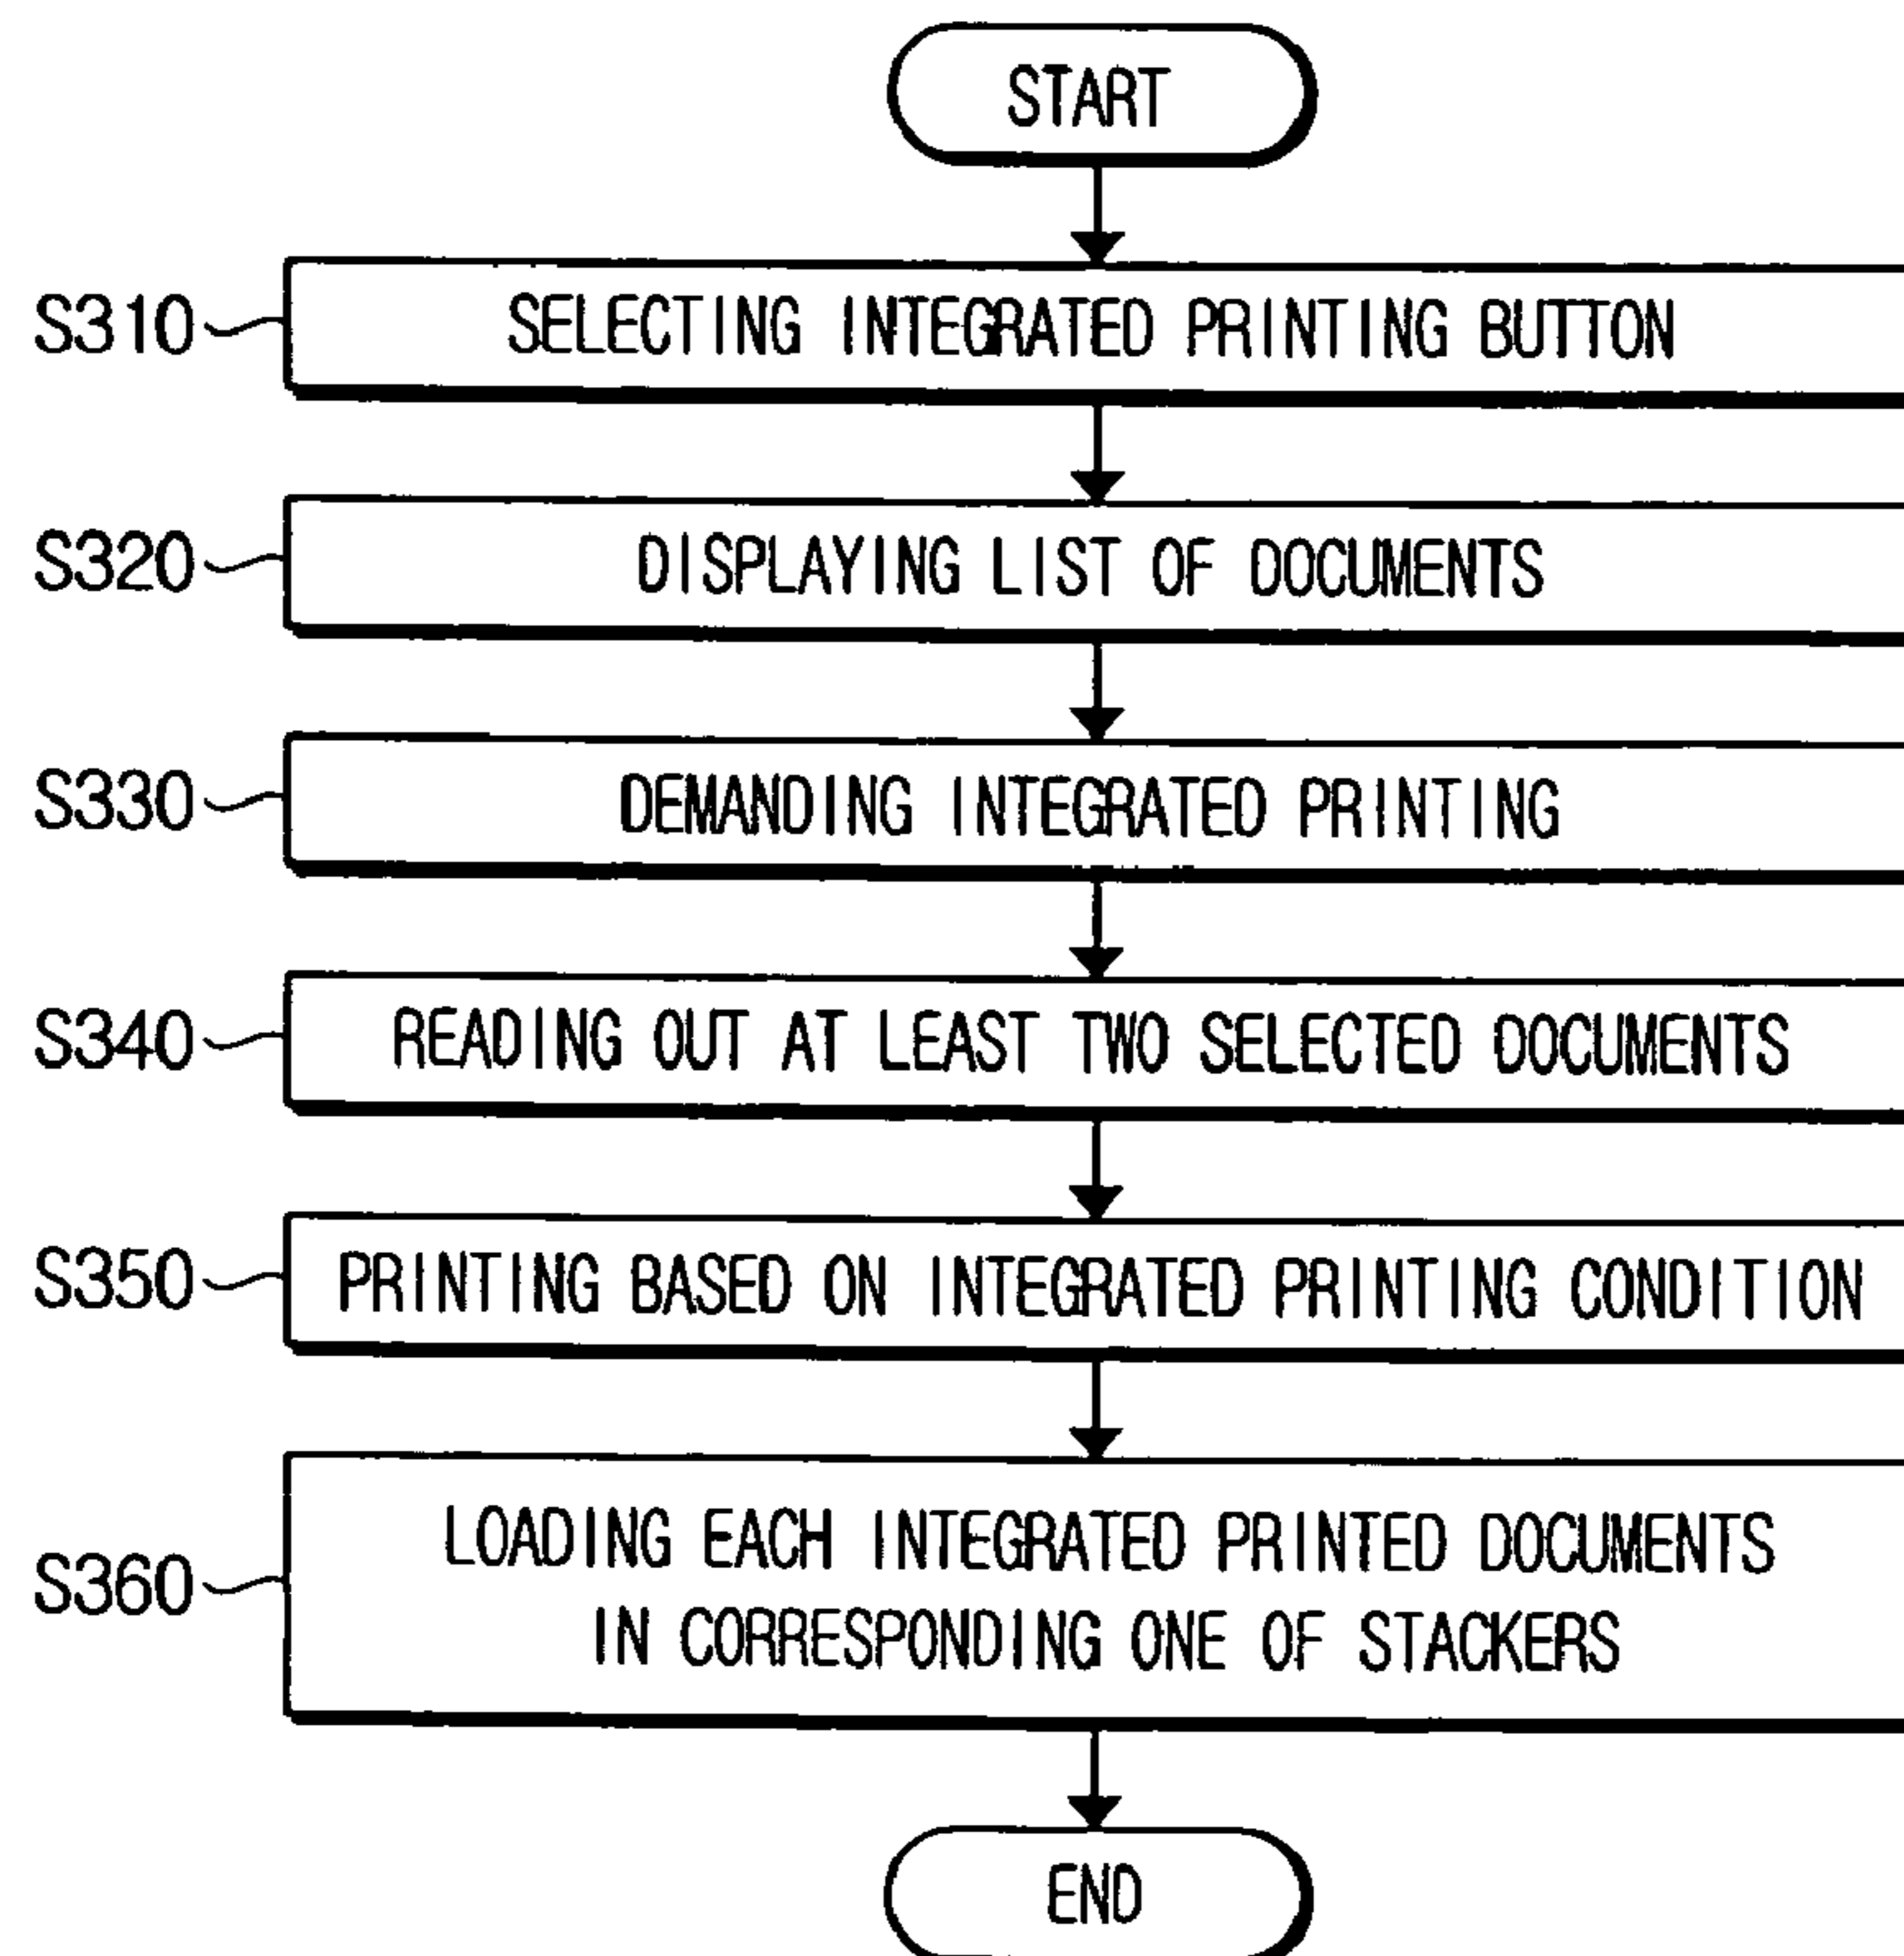 START
S310 SELECTING INTEGRATED PRINTING BUTTON
S320 DISPLAYING LIST OF DOCUMENTS
S330 DEMANDING INTEGRATED PRINTING
S340 READING OUT AT LEAST TWO SELECTED DOCUMENTS
S350 PRINTING BASED ON INTEGRATED PRINTING CONDITION
S360 LOADING EACH INTEGRATED PRINTED DOCUMENTS
IN CORRESPONDING ONE OF STACKERS
END